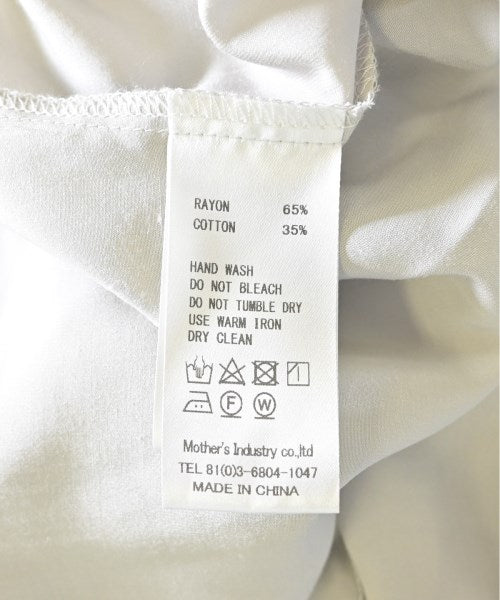 RAYON 65%
COTTON 35%
HAND WASH
DO NOT BLEACH
DO NOT TUMBLE DRY
USE WARM IRON
DRY CLEAN
F W
Mother's Industry co.,ltd
TEL 81(0)3-6804-1047
MADE IN CHINA